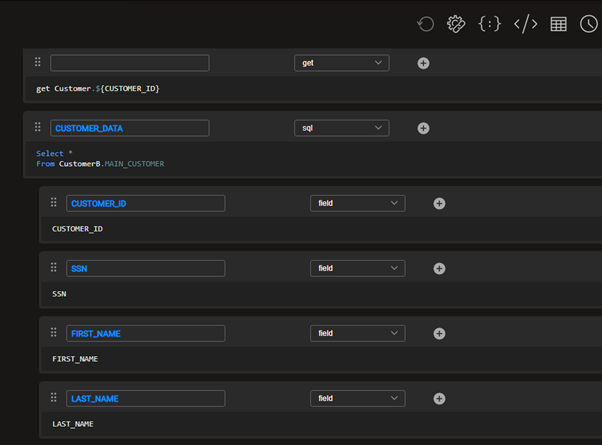 {:} </>
get
get Customer.${CUSTOMER_ID}
CUSTOMER_DATA sql
Select *
From CustomerB.MAIN_CUSTOMER
CUSTOMER_ID field
CUSTOMER_ID
SSN field
SSN
FIRST_NAME field
FIRST_NAME
LAST_NAME field
LAST_NAME